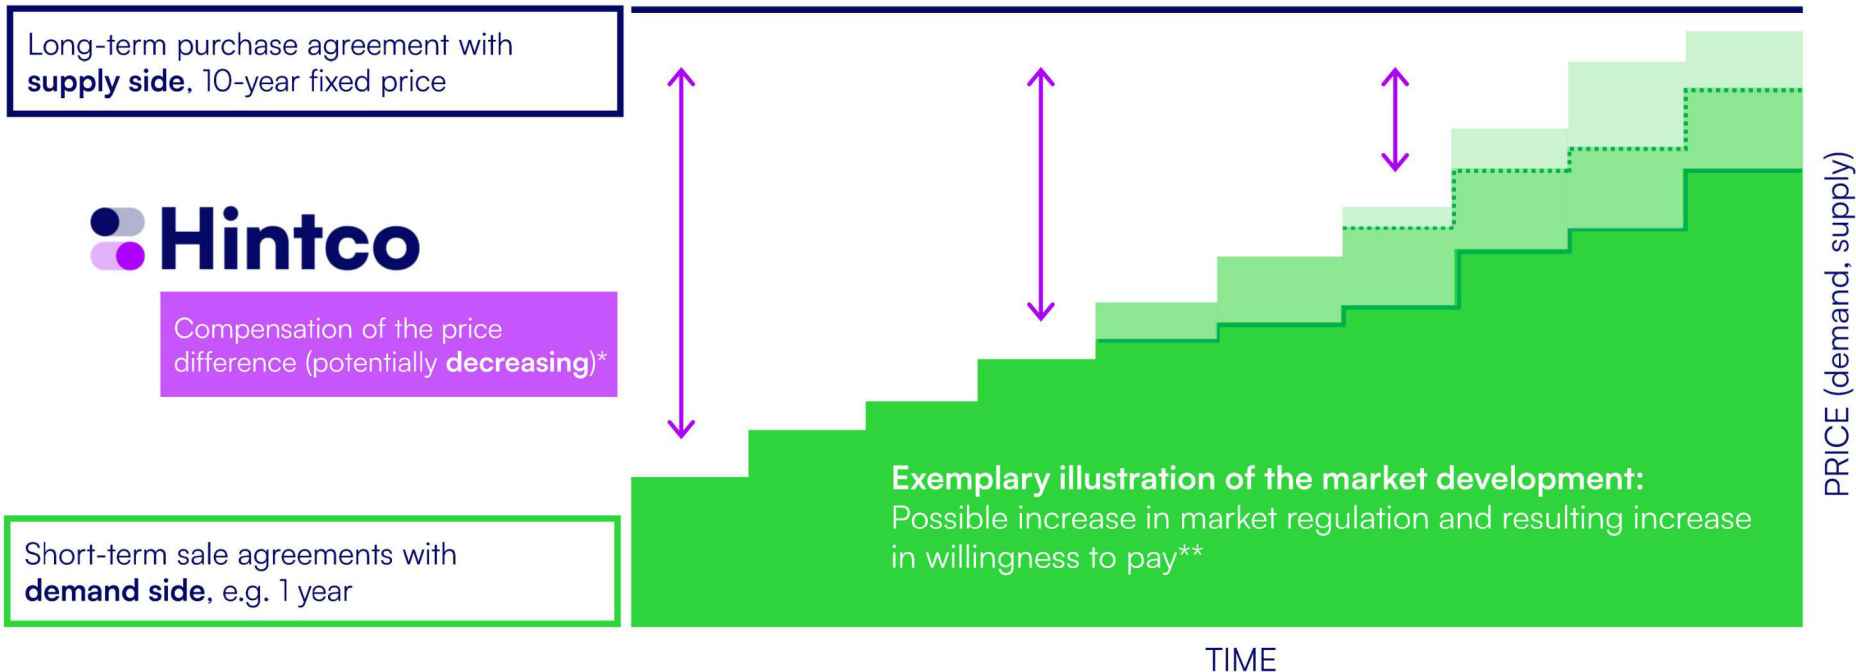 Long-term purchase agreement with
supply side, 10-year fixed price
Hintco
Compensation of the price
difference (potentially decreasing)*
Short-term sale agreements with
demand side, e.g. 1 year
Exemplary illustration of the market development:
Possible increase in market regulation and resulting increase
in willingness to pay**
PRICE (demand, supply)
TIME